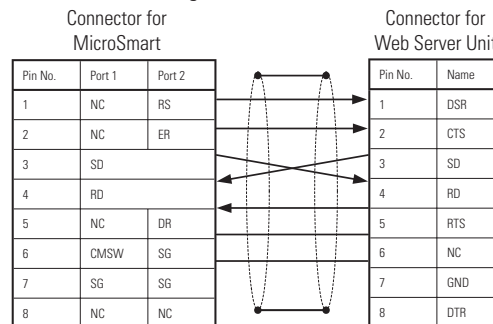 Connector for
MicroSmart
Connector for
Web Server Unit
Pin No. Port 1 Port 2
1 NC RS
2 NC ER
3 SD
4 RD
5 NC DR
6 CMSW SG
7 SG SG
8 NC NC
Pin No. Name
1 DSR
2 CTS
3 SD
4 RD
5 RTS
6 NC
7 GND
8 DTR